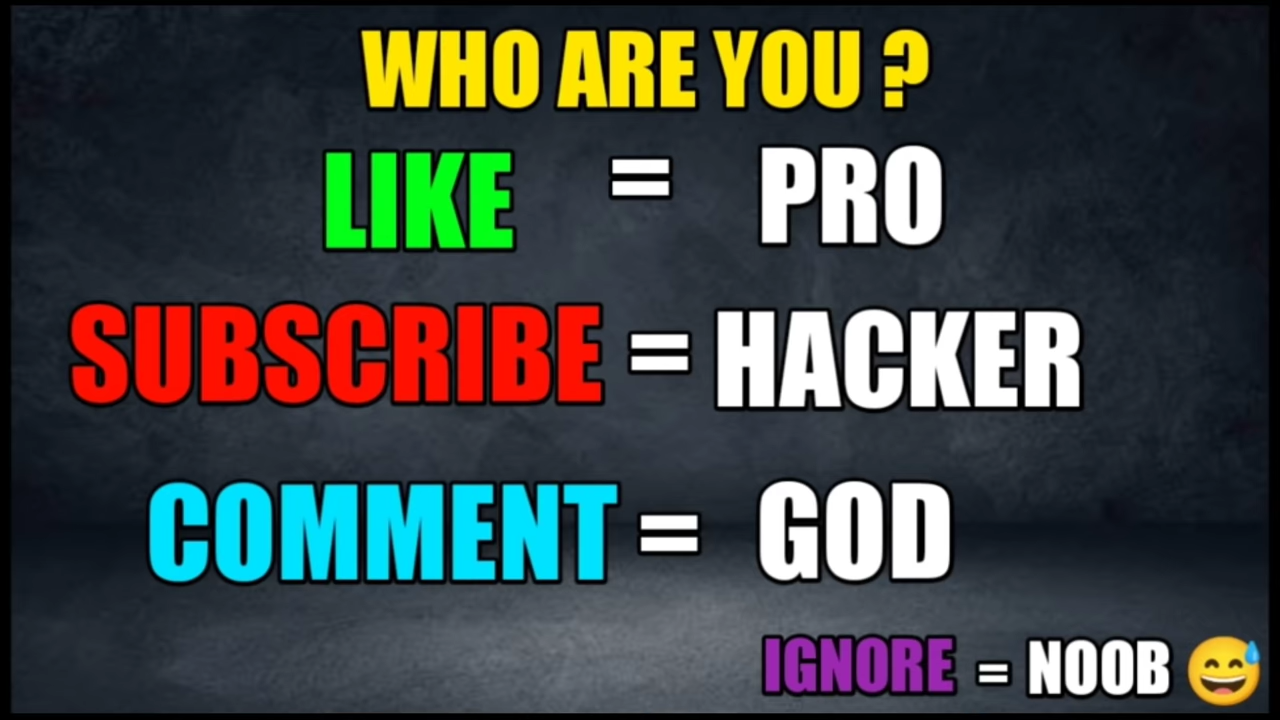 WHO ARE YOU ?
LIKE = PRO
SUBSCRIBE = HACKER
COMMENT = GOD
IGNORE = NOOB 😅